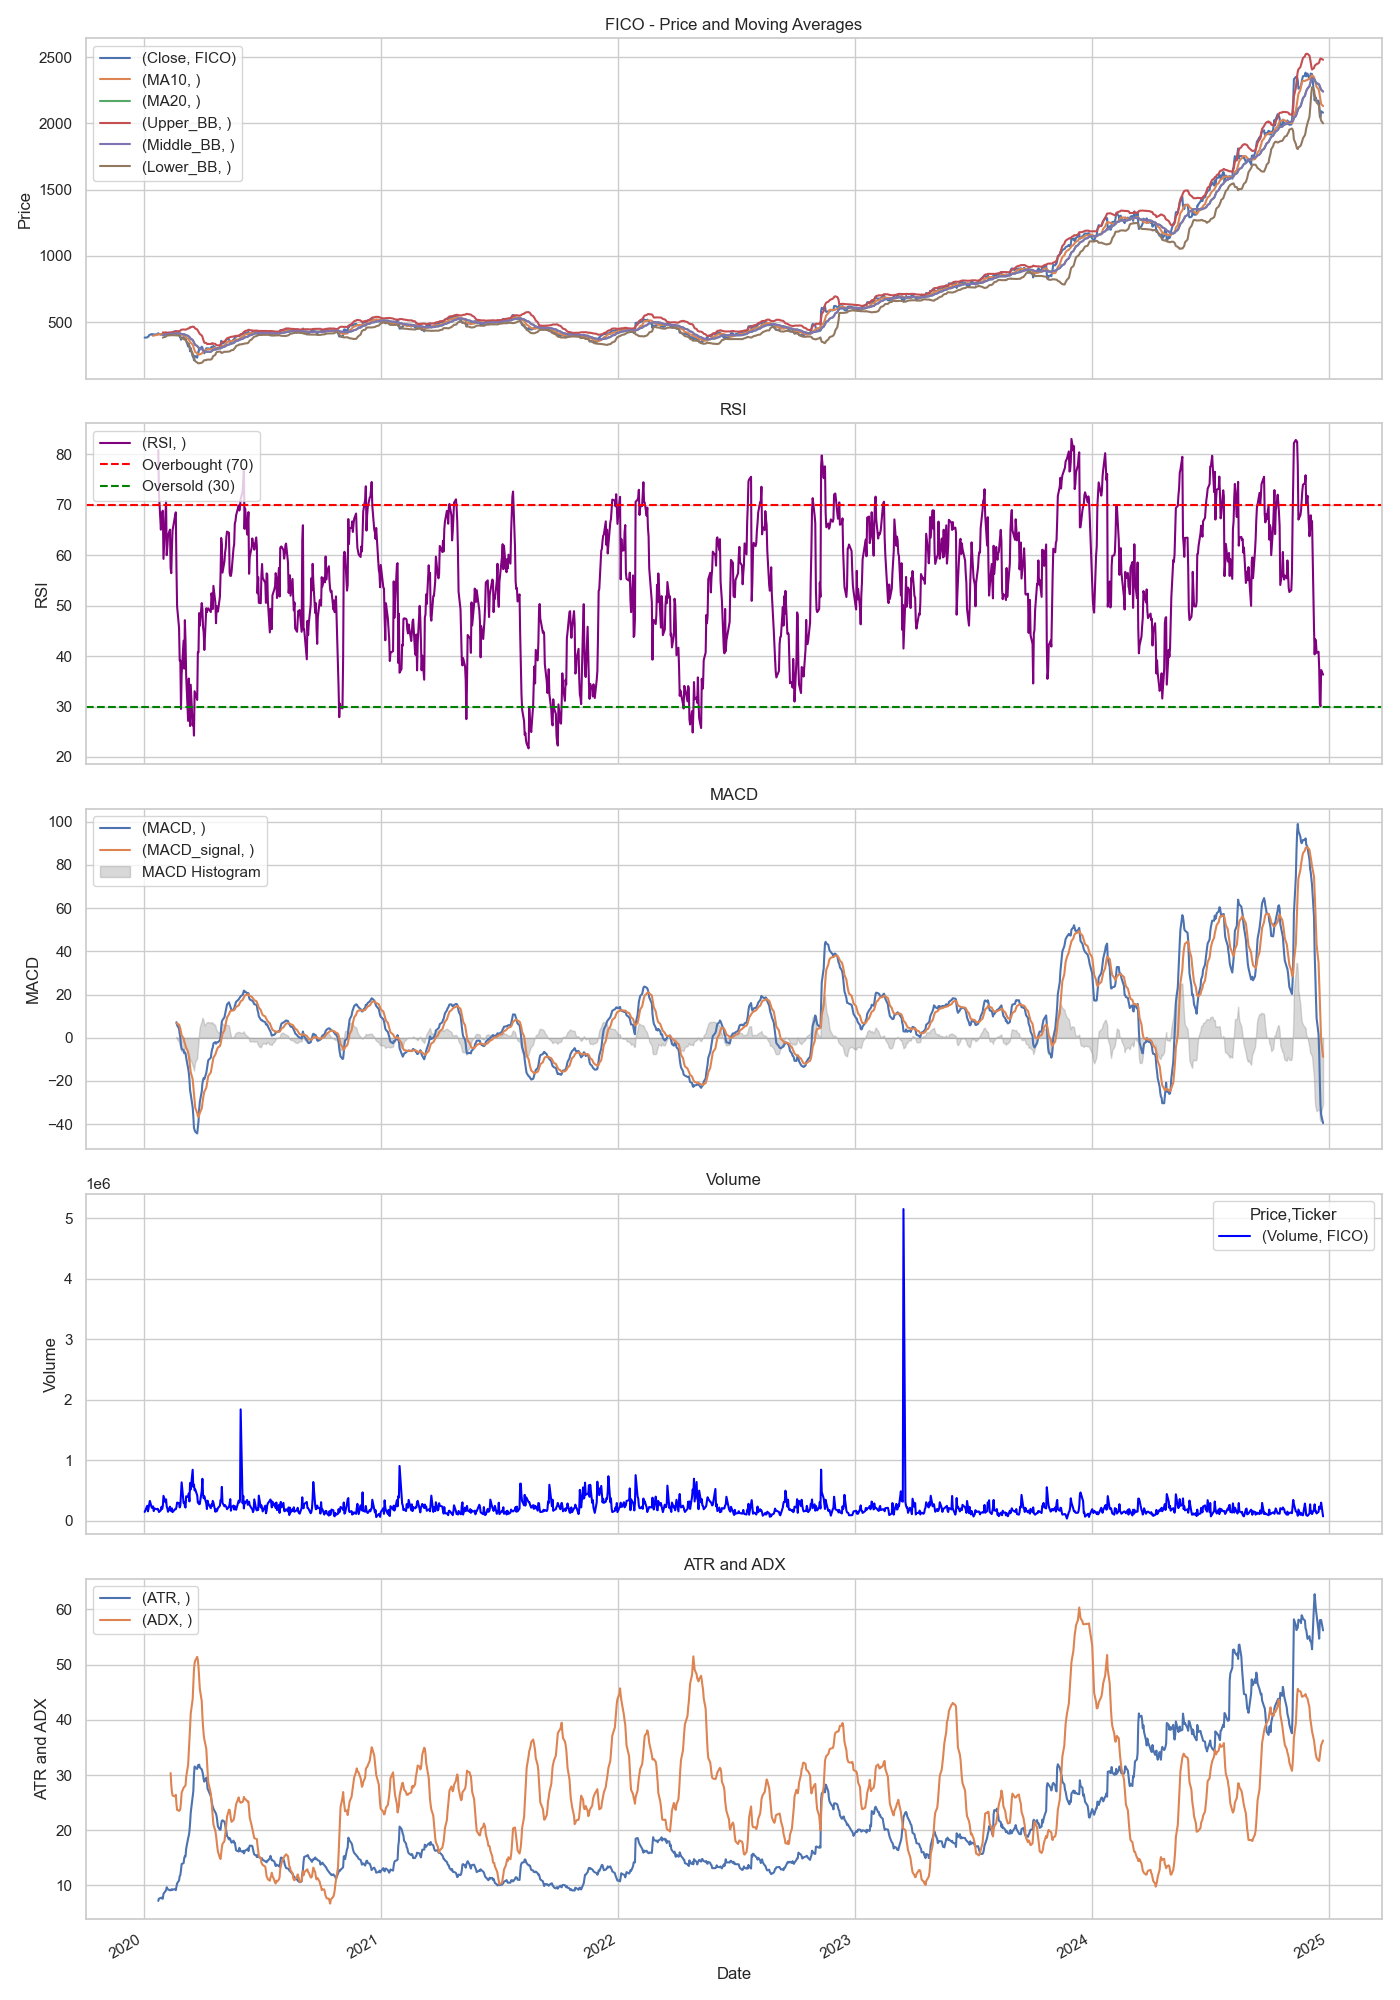 FICO - Price and Moving Averages
(Close, FICO)
(MA10, )
(MA20, )
(Upper_BB, )
(Middle_BB, )
(Lower_BB, )
2500
2000
1500
1000
500
Price
RSI
(RSI, )
Overbought (70)
Oversold (30)
80
70
60
50
40
30
20
RSI
MACD
(MACD, )
(MACD_signal, )
MACD Histogram
100
80
60
40
20
0
−20
−40
MACD
Volume
1e6
Price,Ticker
(Volume, FICO)
5
4
3
2
1
0
Volume
ATR and ADX
(ATR, )
(ADX, )
60
50
40
30
20
10
ATR and ADX
2020
2021
2022
2023
2024
2025
Date